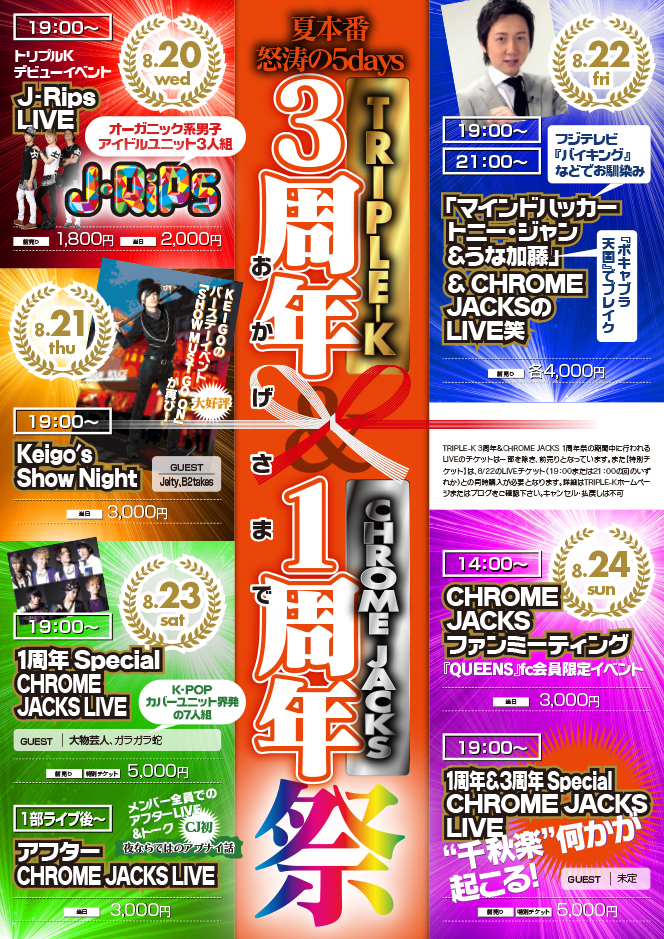 夏本番
怒涛の5days
3周年
TRIPLE-K
おかげさまで
&
1周年
CHROME JACKS
祭
19:00〜
8.20
wed
トリプルK
デビューイベント
J-Rips
LIVE
オーガニック系男子
アイドルユニット3人組
J・RiPs
前売り 1,800円 当日 2,000円
8.21
thu
KEIGOの
バースデーイベント
「SHOW MUST GO ON」
が再び!
大好評
19:00〜
Keigo's
Show Night
GUEST
Jeity、B2takes
当日 3,000円
8.22
fri
19:00〜
21:00〜
フジテレビ
『バイキング』
などでお馴染み
「マインドハッカー
トニー・ジャン
&うな加藤」
& CHROME
JACKSの
LIVE笑
『ボキャブラ
天国』でブレイク
前売り 各4,000円
TRIPLE-K 3周年&CHROME JACKS 1周年祭の期間中に行われる
LIVEのチケットは一部を除き、前売りとなっています。また【特別チ
ケット】は、8/22のLIVEチケット(19:00または21:00の回のいず
れか)との同時購入が必要となります。詳細はTRIPLE-Kホームペー
ジまたはブログをご確認下さい。キャンセル・払戻しは不可
8.23
sat
19:00〜
1周年 Special
CHROME
JACKS LIVE
K・POP
カバーユニット界発
の7人組
GUEST 大物芸人、ガラガラ蛇
前売り 特別チケット 5,000円
1部ライブ後〜
メンバー全員での
アフターLIVE
&トーク
CJ初
夜ならではのアブナイ話
アフター
CHROME JACKS LIVE
当日 3,000円
8.24
sun
14:00〜
CHROME
JACKS
ファンミーティング
『QUEENS』fc会員限定イベント
当日 3,000円
19:00〜
1周年&3周年 Special
CHROME JACKS
LIVE
"千秋楽"何かが
起こる!
GUEST 未定
前売り 特別チケット 5,000円